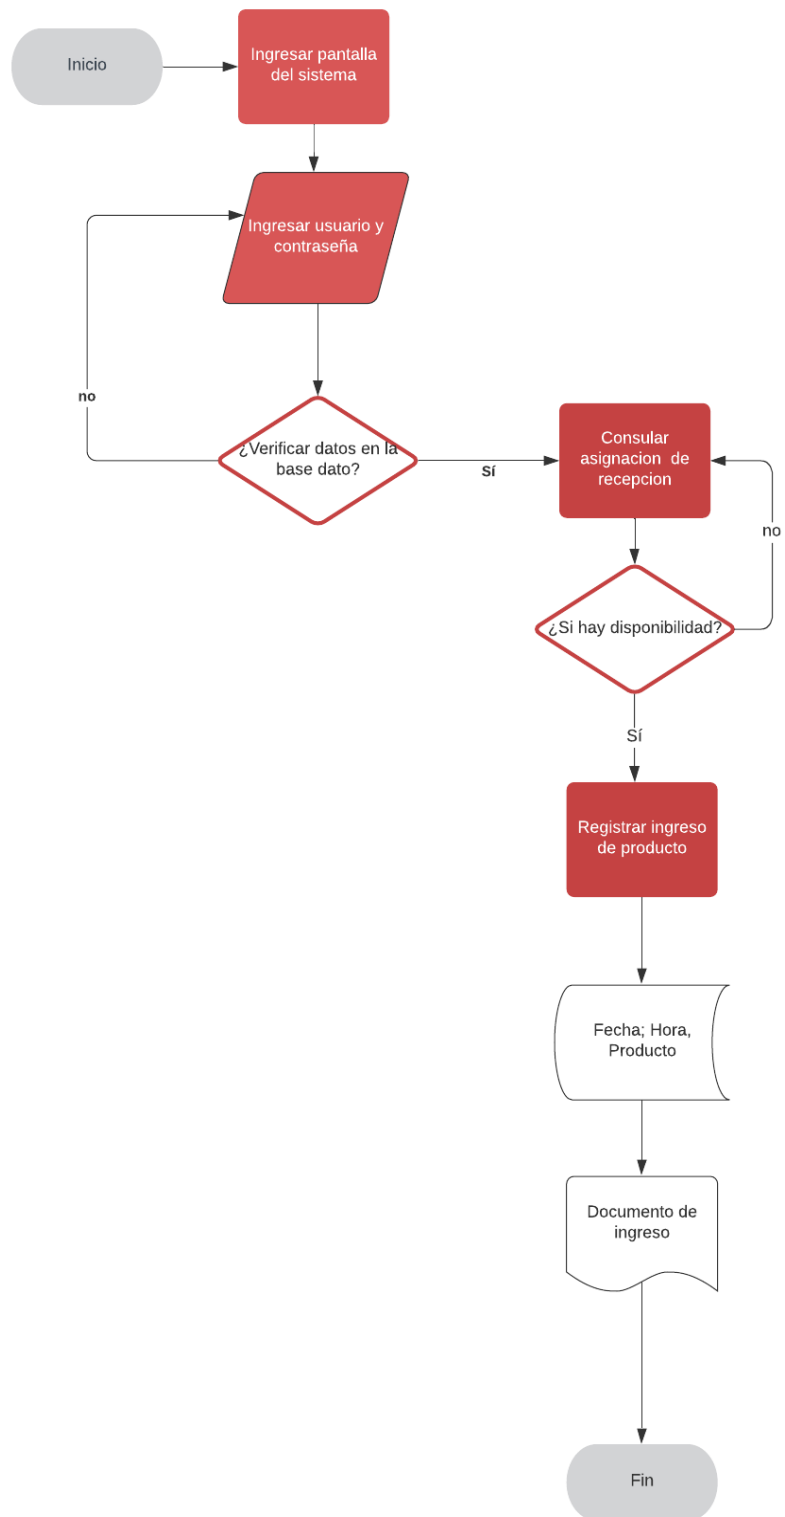 Inicio
Ingresar pantalla
del sistema
Ingresar usuario y
contraseña
no
¿Verificar datos en la
base dato?
Sí
Consular
asignacion de
recepcion
no
¿Si hay disponibilidad?
Sí
Registrar ingreso
de producto
Fecha; Hora,
Producto
Documento de
ingreso
Fin